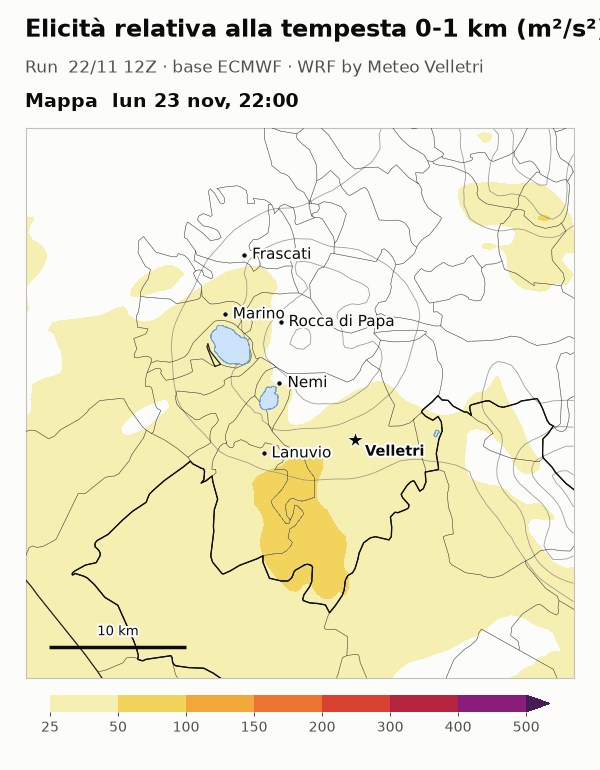 Elicità relativa alla tempesta 0-1 km (m²/s²)
Run 22/11 12Z · base ECMWF · WRF by Meteo Velletri
Mappa lun 23 nov, 22:00
Frascati
Marino
Rocca di Papa
Nemi
Velletri
Lanuvio
10 km
25 50 100 150 200 300 400 500